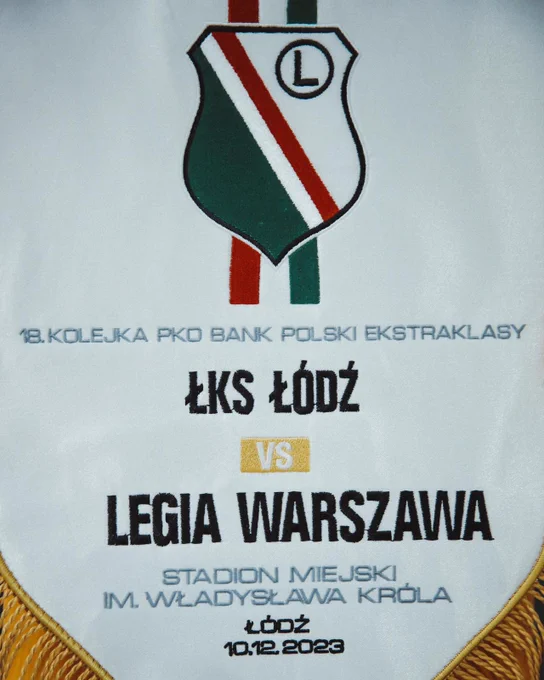 L
18. KOLEJKA PKO BANK POLSKI EKSTRAKLASY
ŁKS ŁÓDŹ
VS
LEGIA WARSZAWA
STADION MIEJSKI
IM. WŁADYSŁAWA KRÓLA
ŁÓDŹ
10.12.2023